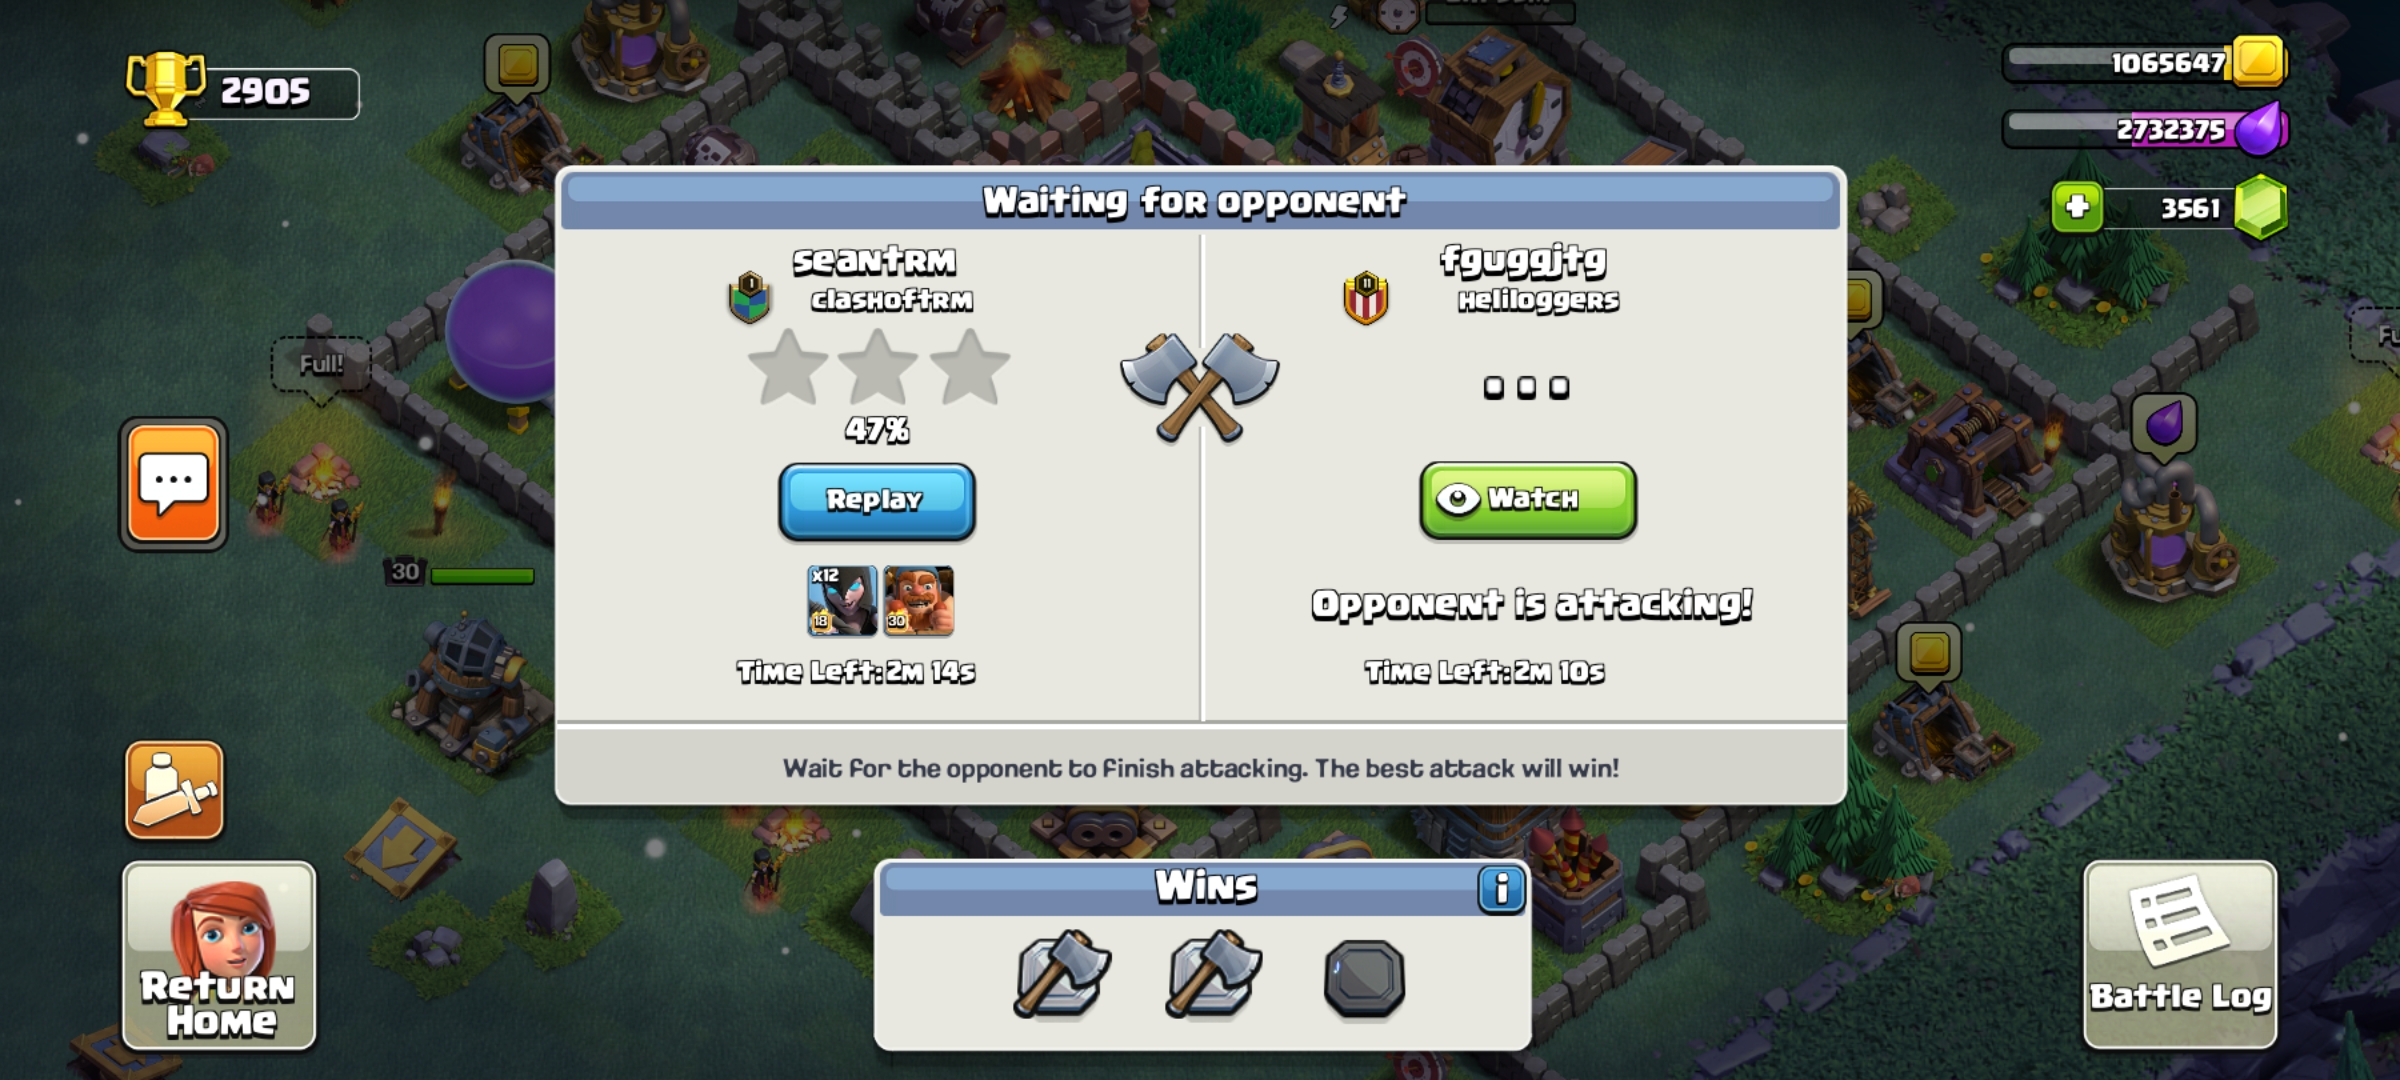 2905
1065647
2732375
3561
Waiting for opponent
seantrm
clashoftrm
fguggjtg
Heliloggers
1
11
Full!
47%
Replay
Watch
30
x12
18
30
Opponent is attacking!
Time Left: 2m 14s
Time Left: 2m 10s
Wait for the opponent to finish attacking. The best attack will win!
Wins
i
Return Home
Battle Log